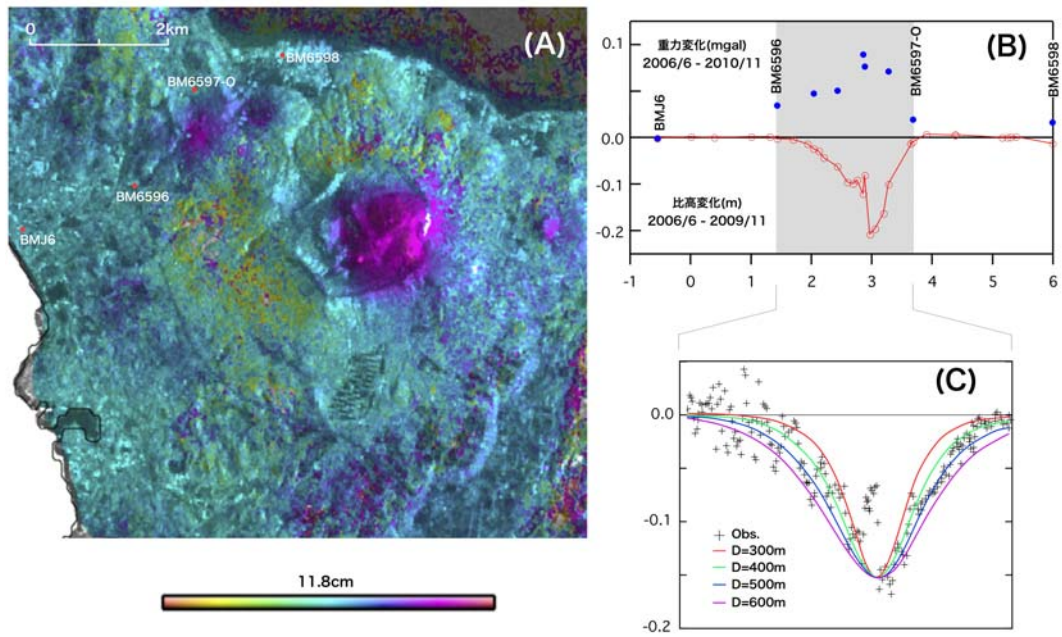 0
2km
(A)
BM6598
BM6597-O
BM6596
BMJ6
11.8cm
(B)
重力変化(mgal)
2006/6 - 2010/11
比高変化(m)
2006/6 - 2009/11
BMJ6
BM6596
BM6597-O
BM6598
0.1
0.0
-0.1
-0.2
-1
0
1
2
3
4
5
6
(C)
0.0
-0.1
-0.2
Obs.
D=300m
D=400m
D=500m
D=600m